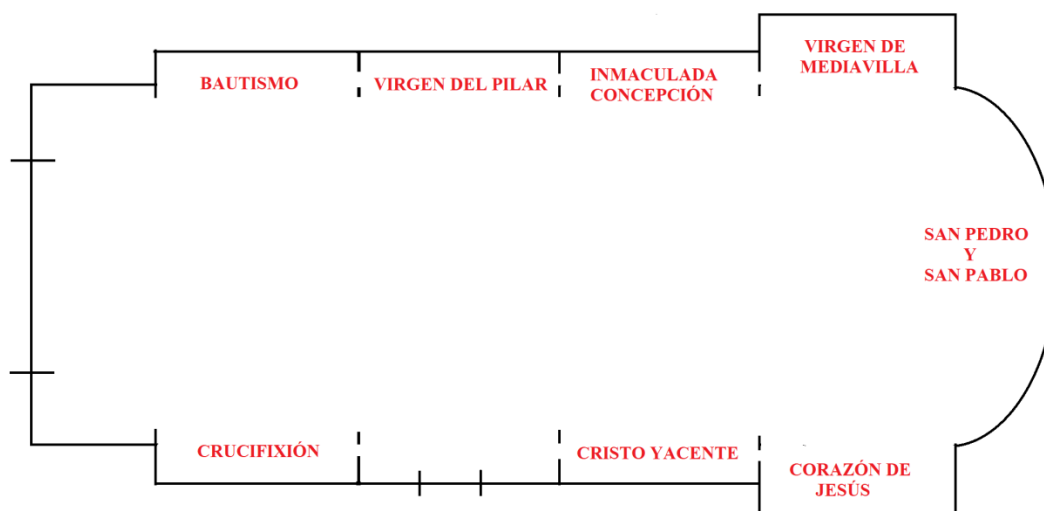 BAUTISMO
VIRGEN DEL PILAR
INMACULADA
CONCEPCIÓN
VIRGEN DE
MEDIAVILLA
SAN PEDRO
Y
SAN PABLO
CRUCIFIXIÓN
CRISTO YACENTE
CORAZÓN DE
JESÚS